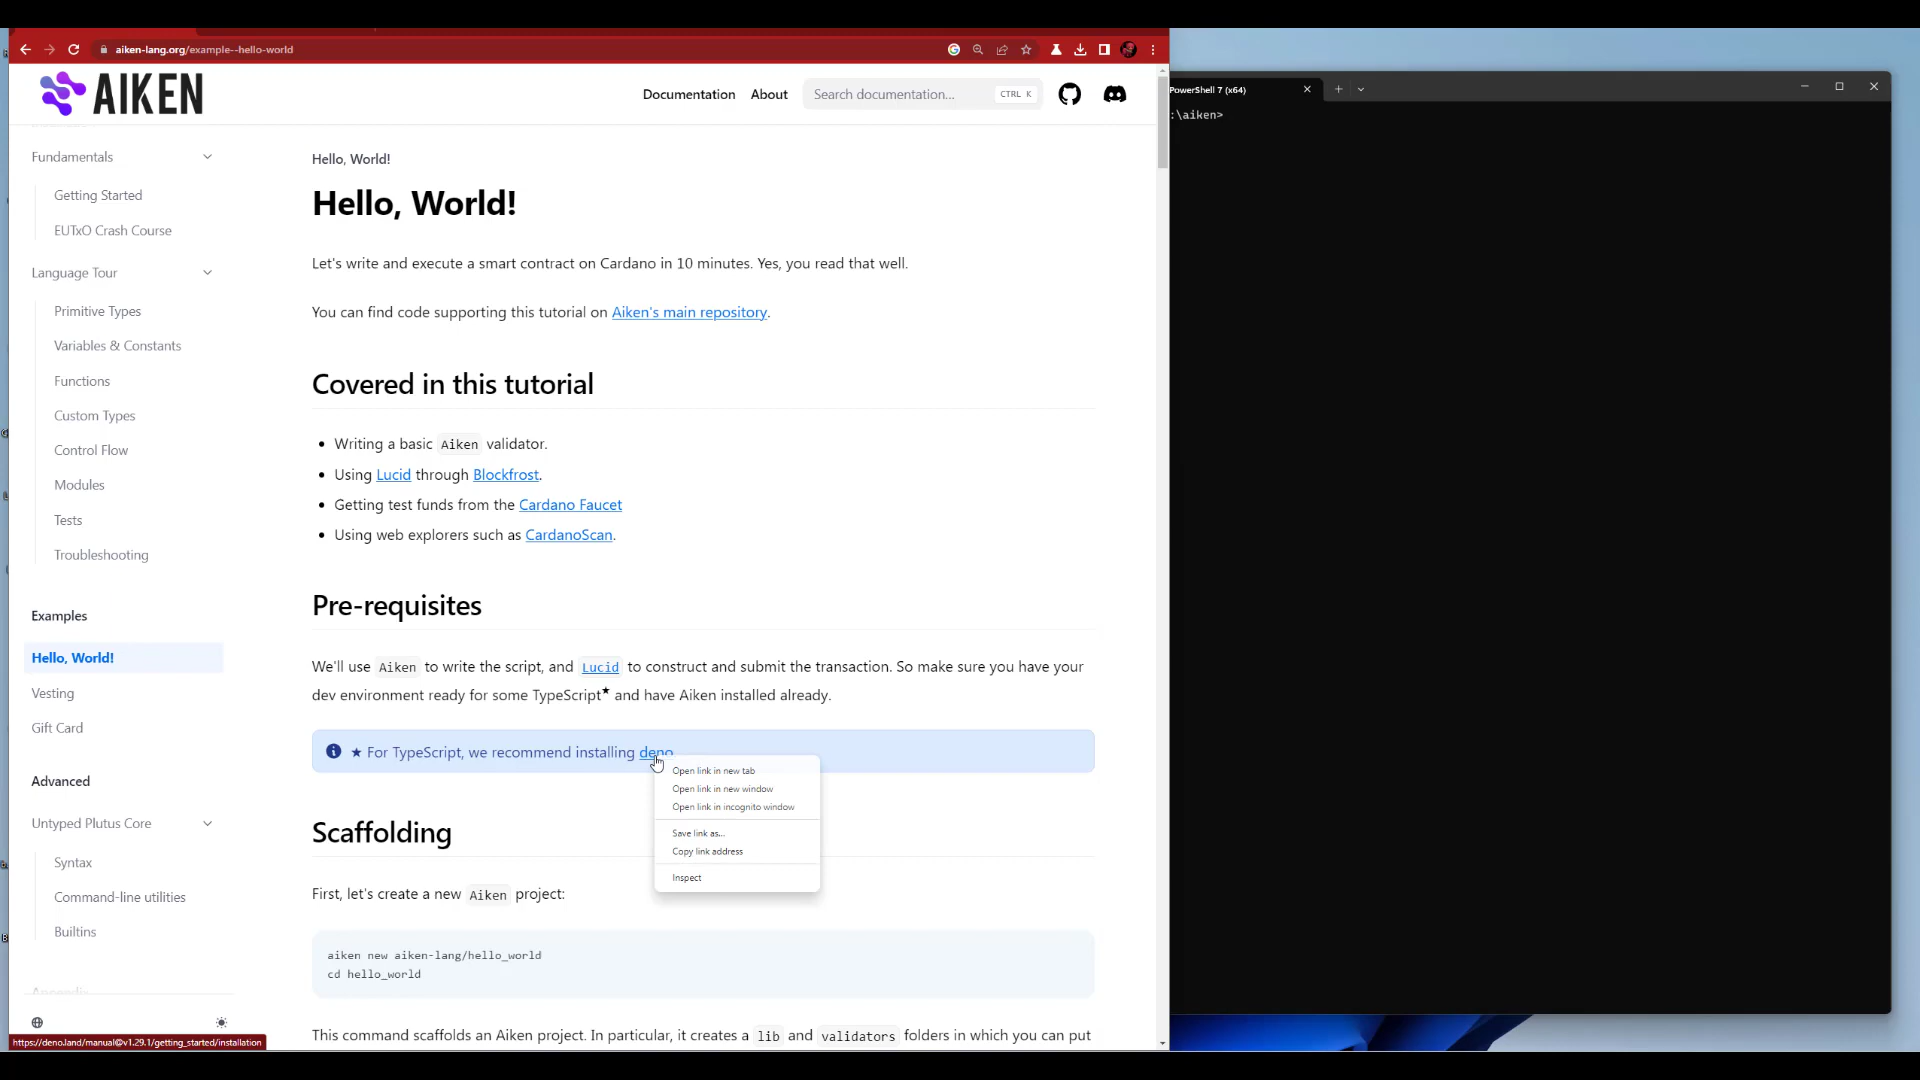 aiken-lang.org/example--hello-world
AIKEN
Documentation
About
Search documentation...
CTRL K
Fundamentals
Getting Started
EUTxO Crash Course
Language Tour
Primitive Types
Variables & Constants
Functions
Custom Types
Control Flow
Modules
Tests
Troubleshooting
Examples
Hello, World!
Vesting
Gift Card
Advanced
Untyped Plutus Core
Syntax
Command-line utilities
Builtins
Appendix
https://deno.land/manual@v1.29.1/getting_started/installation
Hello, World!
Hello, World!
Let's write and execute a smart contract on Cardano in 10 minutes. Yes, you read that well.
You can find code supporting this tutorial on Aiken's main repository.
Covered in this tutorial
• Writing a basic Aiken validator.
• Using Lucid through Blockfrost.
• Getting test funds from the Cardano Faucet
• Using web explorers such as CardanoScan.
Pre-requisites
We'll use Aiken to write the script, and Lucid to construct and submit the transaction. So make sure you have your
dev environment ready for some TypeScript★ and have Aiken installed already.
★ For TypeScript, we recommend installing deno
Open link in new tab
Open link in new window
Open link in incognito window
Save link as...
Copy link address
Inspect
Scaffolding
First, let's create a new Aiken project:
aiken new aiken-lang/hello_world
cd hello_world
This command scaffolds an Aiken project. In particular, it creates a lib and validators folders in which you can put
PowerShell 7 (x64)
:\aiken>